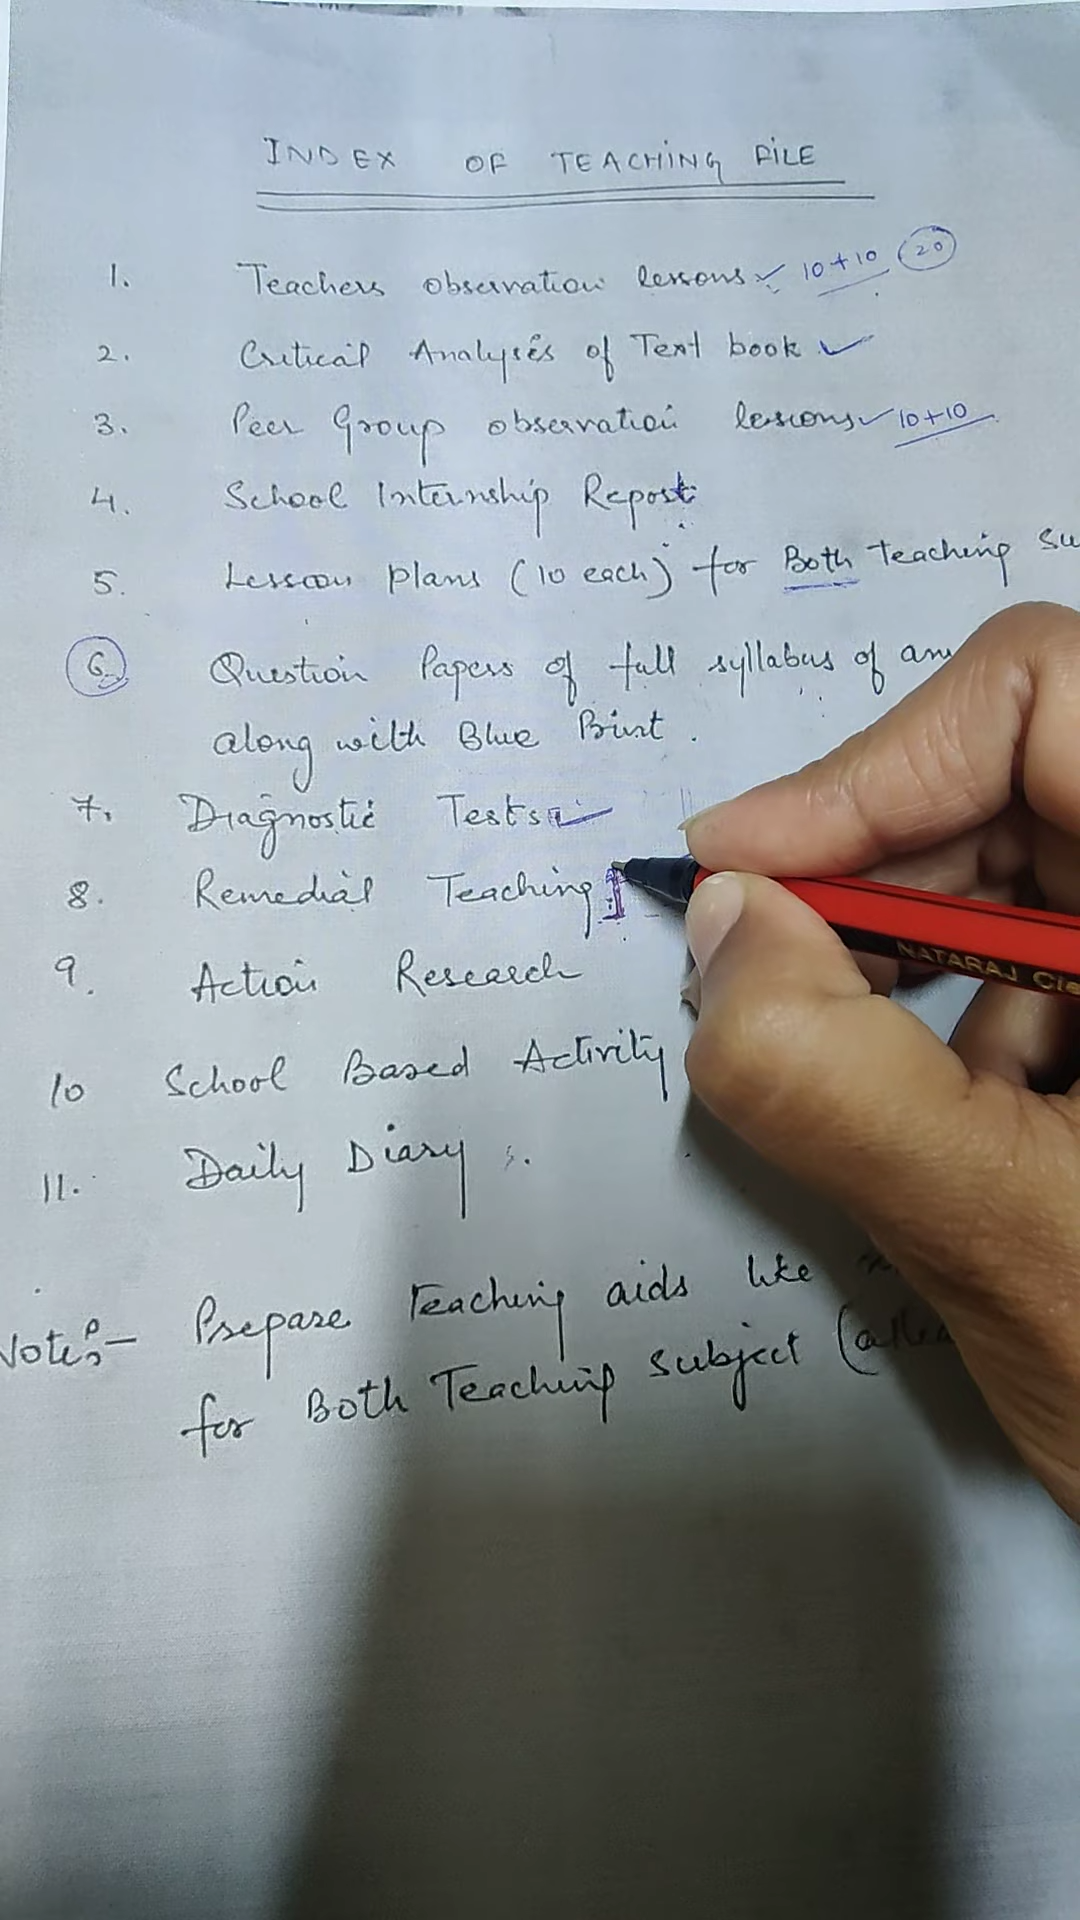 INDEX OF TEACHING FILE
1. Teachers observation lessons ✓ 10+10 20
2. Critical Analysis of Text book ✓
3. Peer Group observation lessons ✓ 10+10
4. School Internship Report
5. Lesson plans (10 each) for Both Teaching
6. Question Papers of full syllabus of
along with Blue Print.
7. Diagnostic Tests ✓
8. Remedial Teaching
9. Action Research
10 School Based Activity
11. Daily Diary
Note:- Prepare Teaching aids like
for Both Teaching subject
NATARAJ